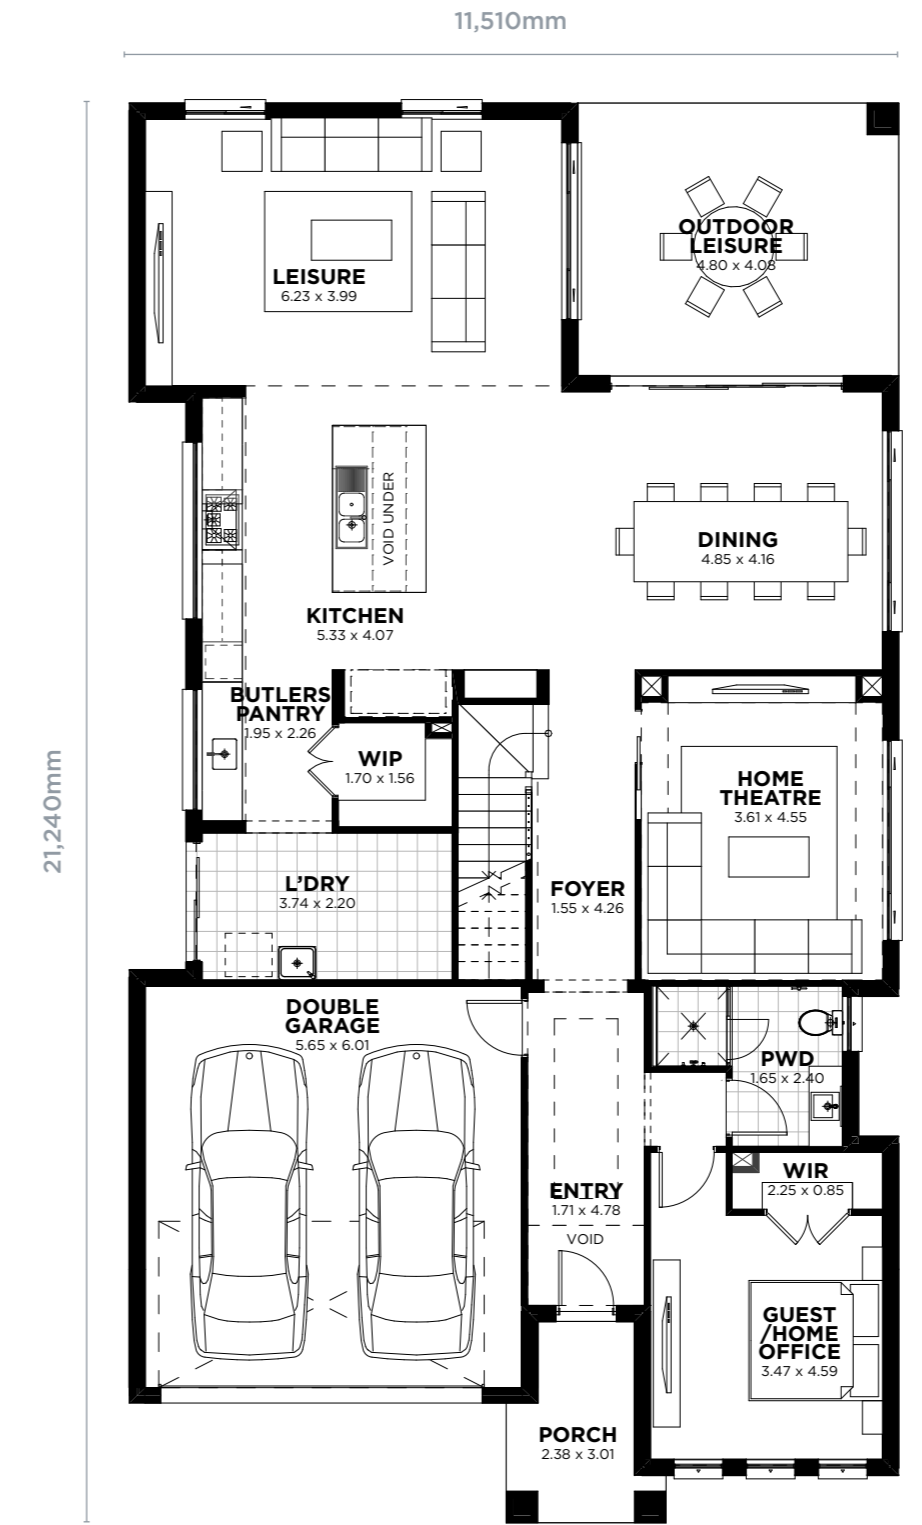 11,510mm
21,240mm
OUTDOOR
LEISURE
4.80 x 4.08
LEISURE
6.23 x 3.99
VOID UNDER
DINING
4.85 x 4.16
KITCHEN
5.33 x 4.07
BUTLERS
PANTRY
1.95 x 2.26
WIP
1.70 x 1.56
HOME
THEATRE
3.61 x 4.55
L'DRY
3.74 x 2.20
FOYER
1.55 x 4.26
DOUBLE
GARAGE
5.65 x 6.01
PWD
1.65 x 2.40
WIR
2.25 x 0.85
ENTRY
1.71 x 4.78
VOID
GUEST
/HOME
OFFICE
3.47 x 4.59
PORCH
2.38 x 3.01